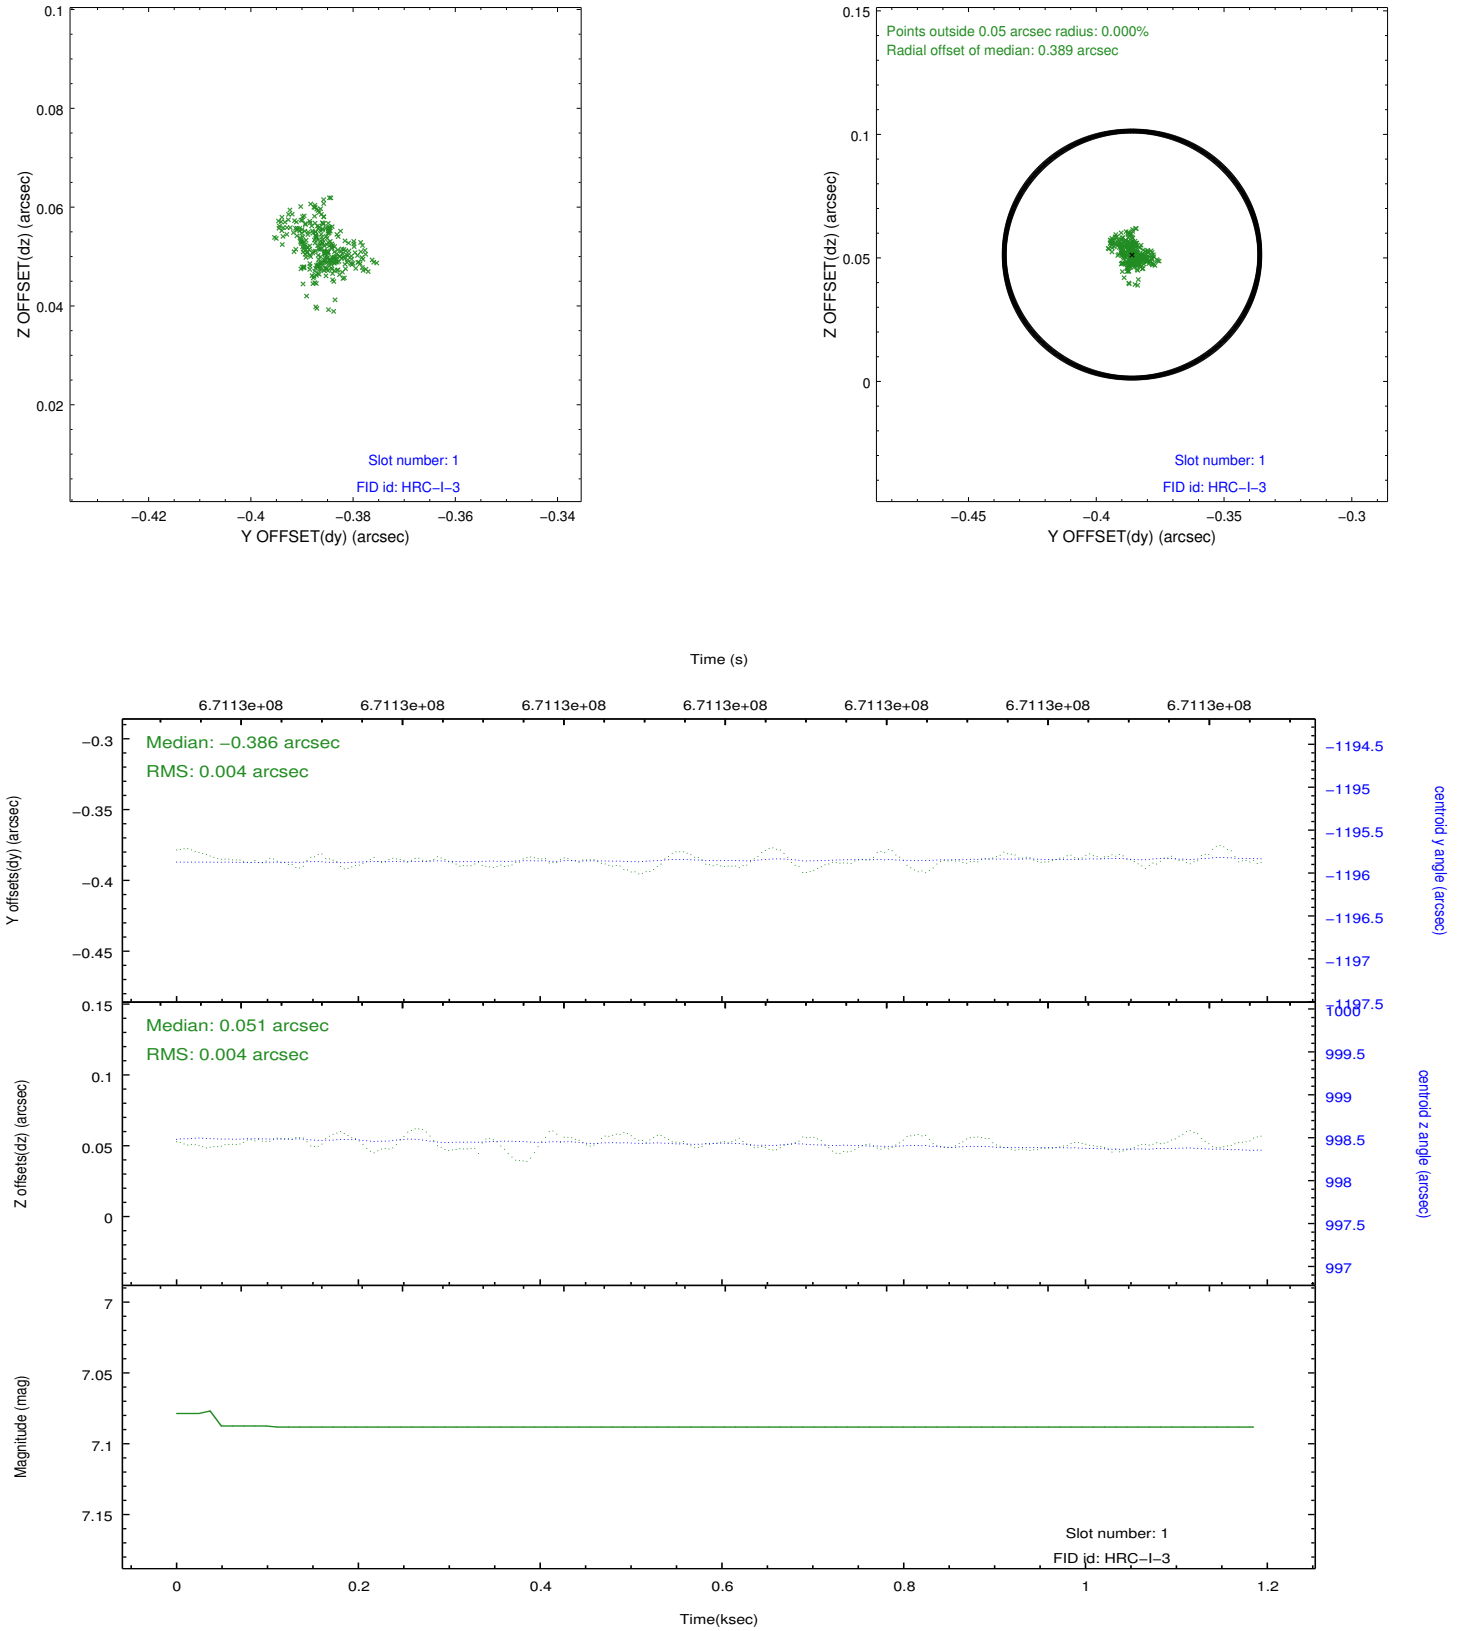 0.1
0.08
0.06
0.04
0.02
Z OFFSET(dz) (arcsec)
Slot number: 1
FID id: HRC−I−3
−0.42
−0.4
−0.38
−0.36
−0.34
Y OFFSET(dy) (arcsec)
0.15
0.1
0.05
0
Z OFFSET(dz) (arcsec)
Points outside 0.05 arcsec radius: 0.000%
Radial offset of median: 0.389 arcsec
Slot number: 1
FID id: HRC−I−3
−0.45
−0.4
−0.35
−0.3
Y OFFSET(dy) (arcsec)
Time (s)
6.7113e+08
6.7113e+08
6.7113e+08
6.7113e+08
6.7113e+08
6.7113e+08
6.7113e+08
Median: −0.386 arcsec
RMS: 0.004 arcsec
−0.3
−0.35
−0.4
−0.45
Y offsets(dy) (arcsec)
−1194.5
−1195
−1195.5
−1196
−1196.5
−1197
−1197.5
centroid y angle (arcsec)
Median: 0.051 arcsec
RMS: 0.004 arcsec
0.15
0.1
0.05
0
Z offsets(dz) (arcsec)
1000
999.5
999
998.5
998
997.5
997
centroid z angle (arcsec)
7
7.05
7.1
7.15
Magnitude (mag)
Slot number: 1
FID id: HRC−I−3
0
0.2
0.4
0.6
0.8
1
1.2
Time(ksec)